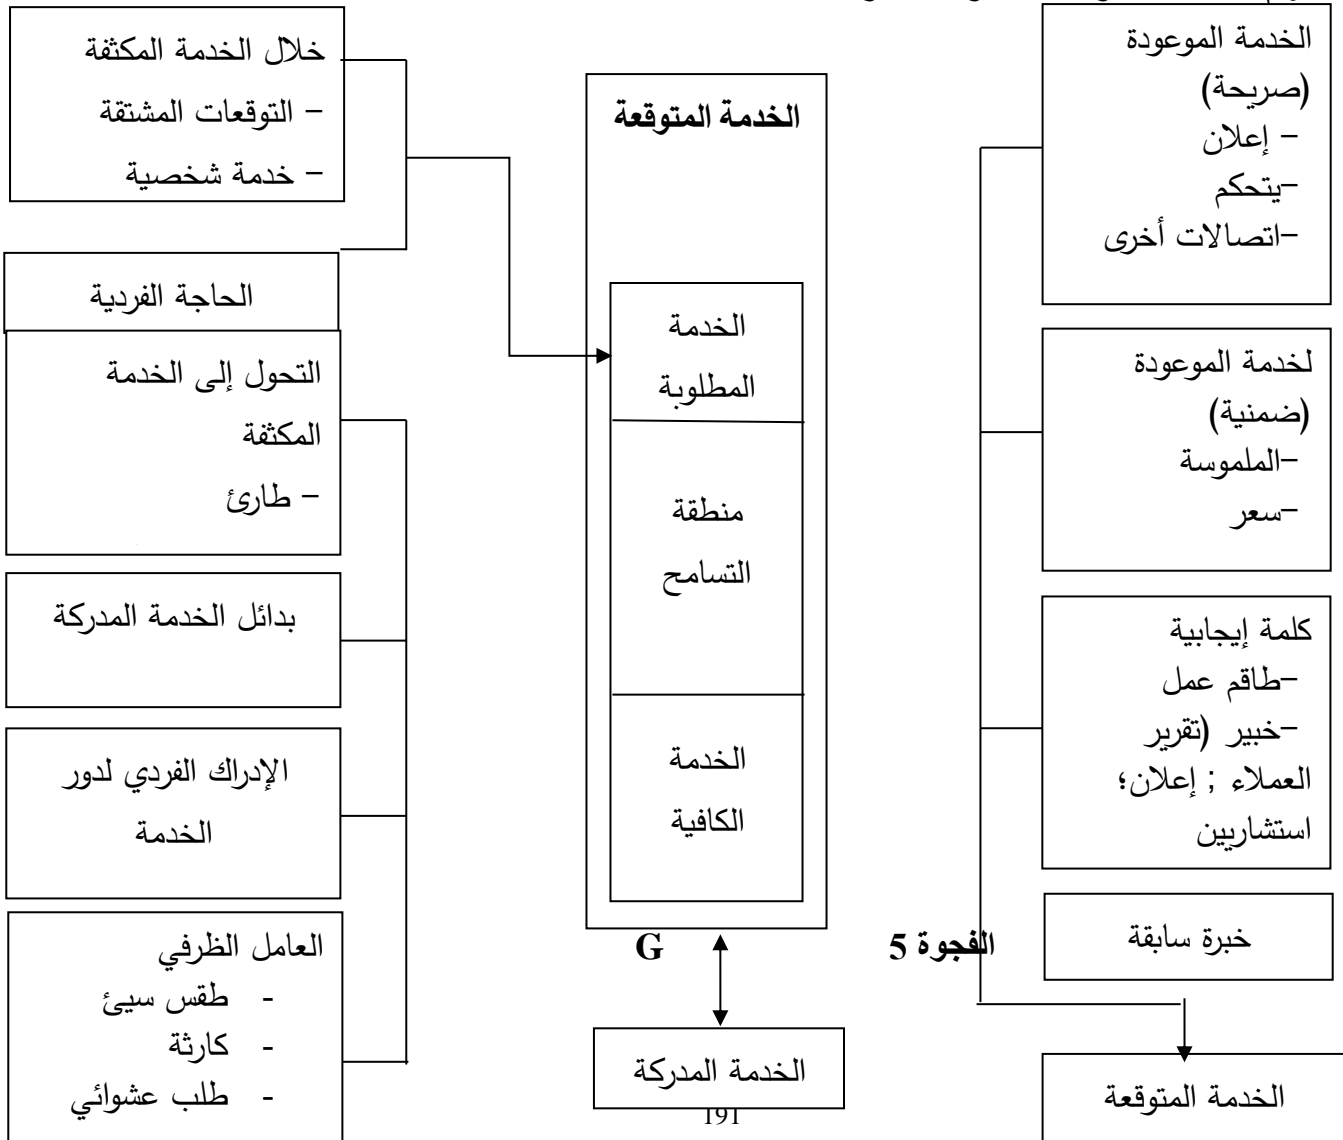 الخدمة الموعودة
(صريحة)
– إعلان
–يتحكم
–اتصالات أخرى
لخدمة الموعودة
(ضمنية)
–الملموسة
–سعر
كلمة إيجابية
–طاقم عمل
–خبير (تقرير
العملاء ; إعلان؛
استشاريين
خبرة سابقة
الخدمة المتوقعة
الخدمة المتوقعة
الخدمة
المطلوبة
منطقة
التسامح
الخدمة
الكافية
الفجوة 5
G
الخدمة المدركة
خلال الخدمة المكثفة
– التوقعات المشتقة
– خدمة شخصية
الحاجة الفردية
التحول إلى الخدمة
المكثفة
– طارئ
بدائل الخدمة المدركة
الإدراك الفردي لدور
الخدمة
العامل الظرفي
- طقس سيئ
- كارثة
- طلب عشوائي
191